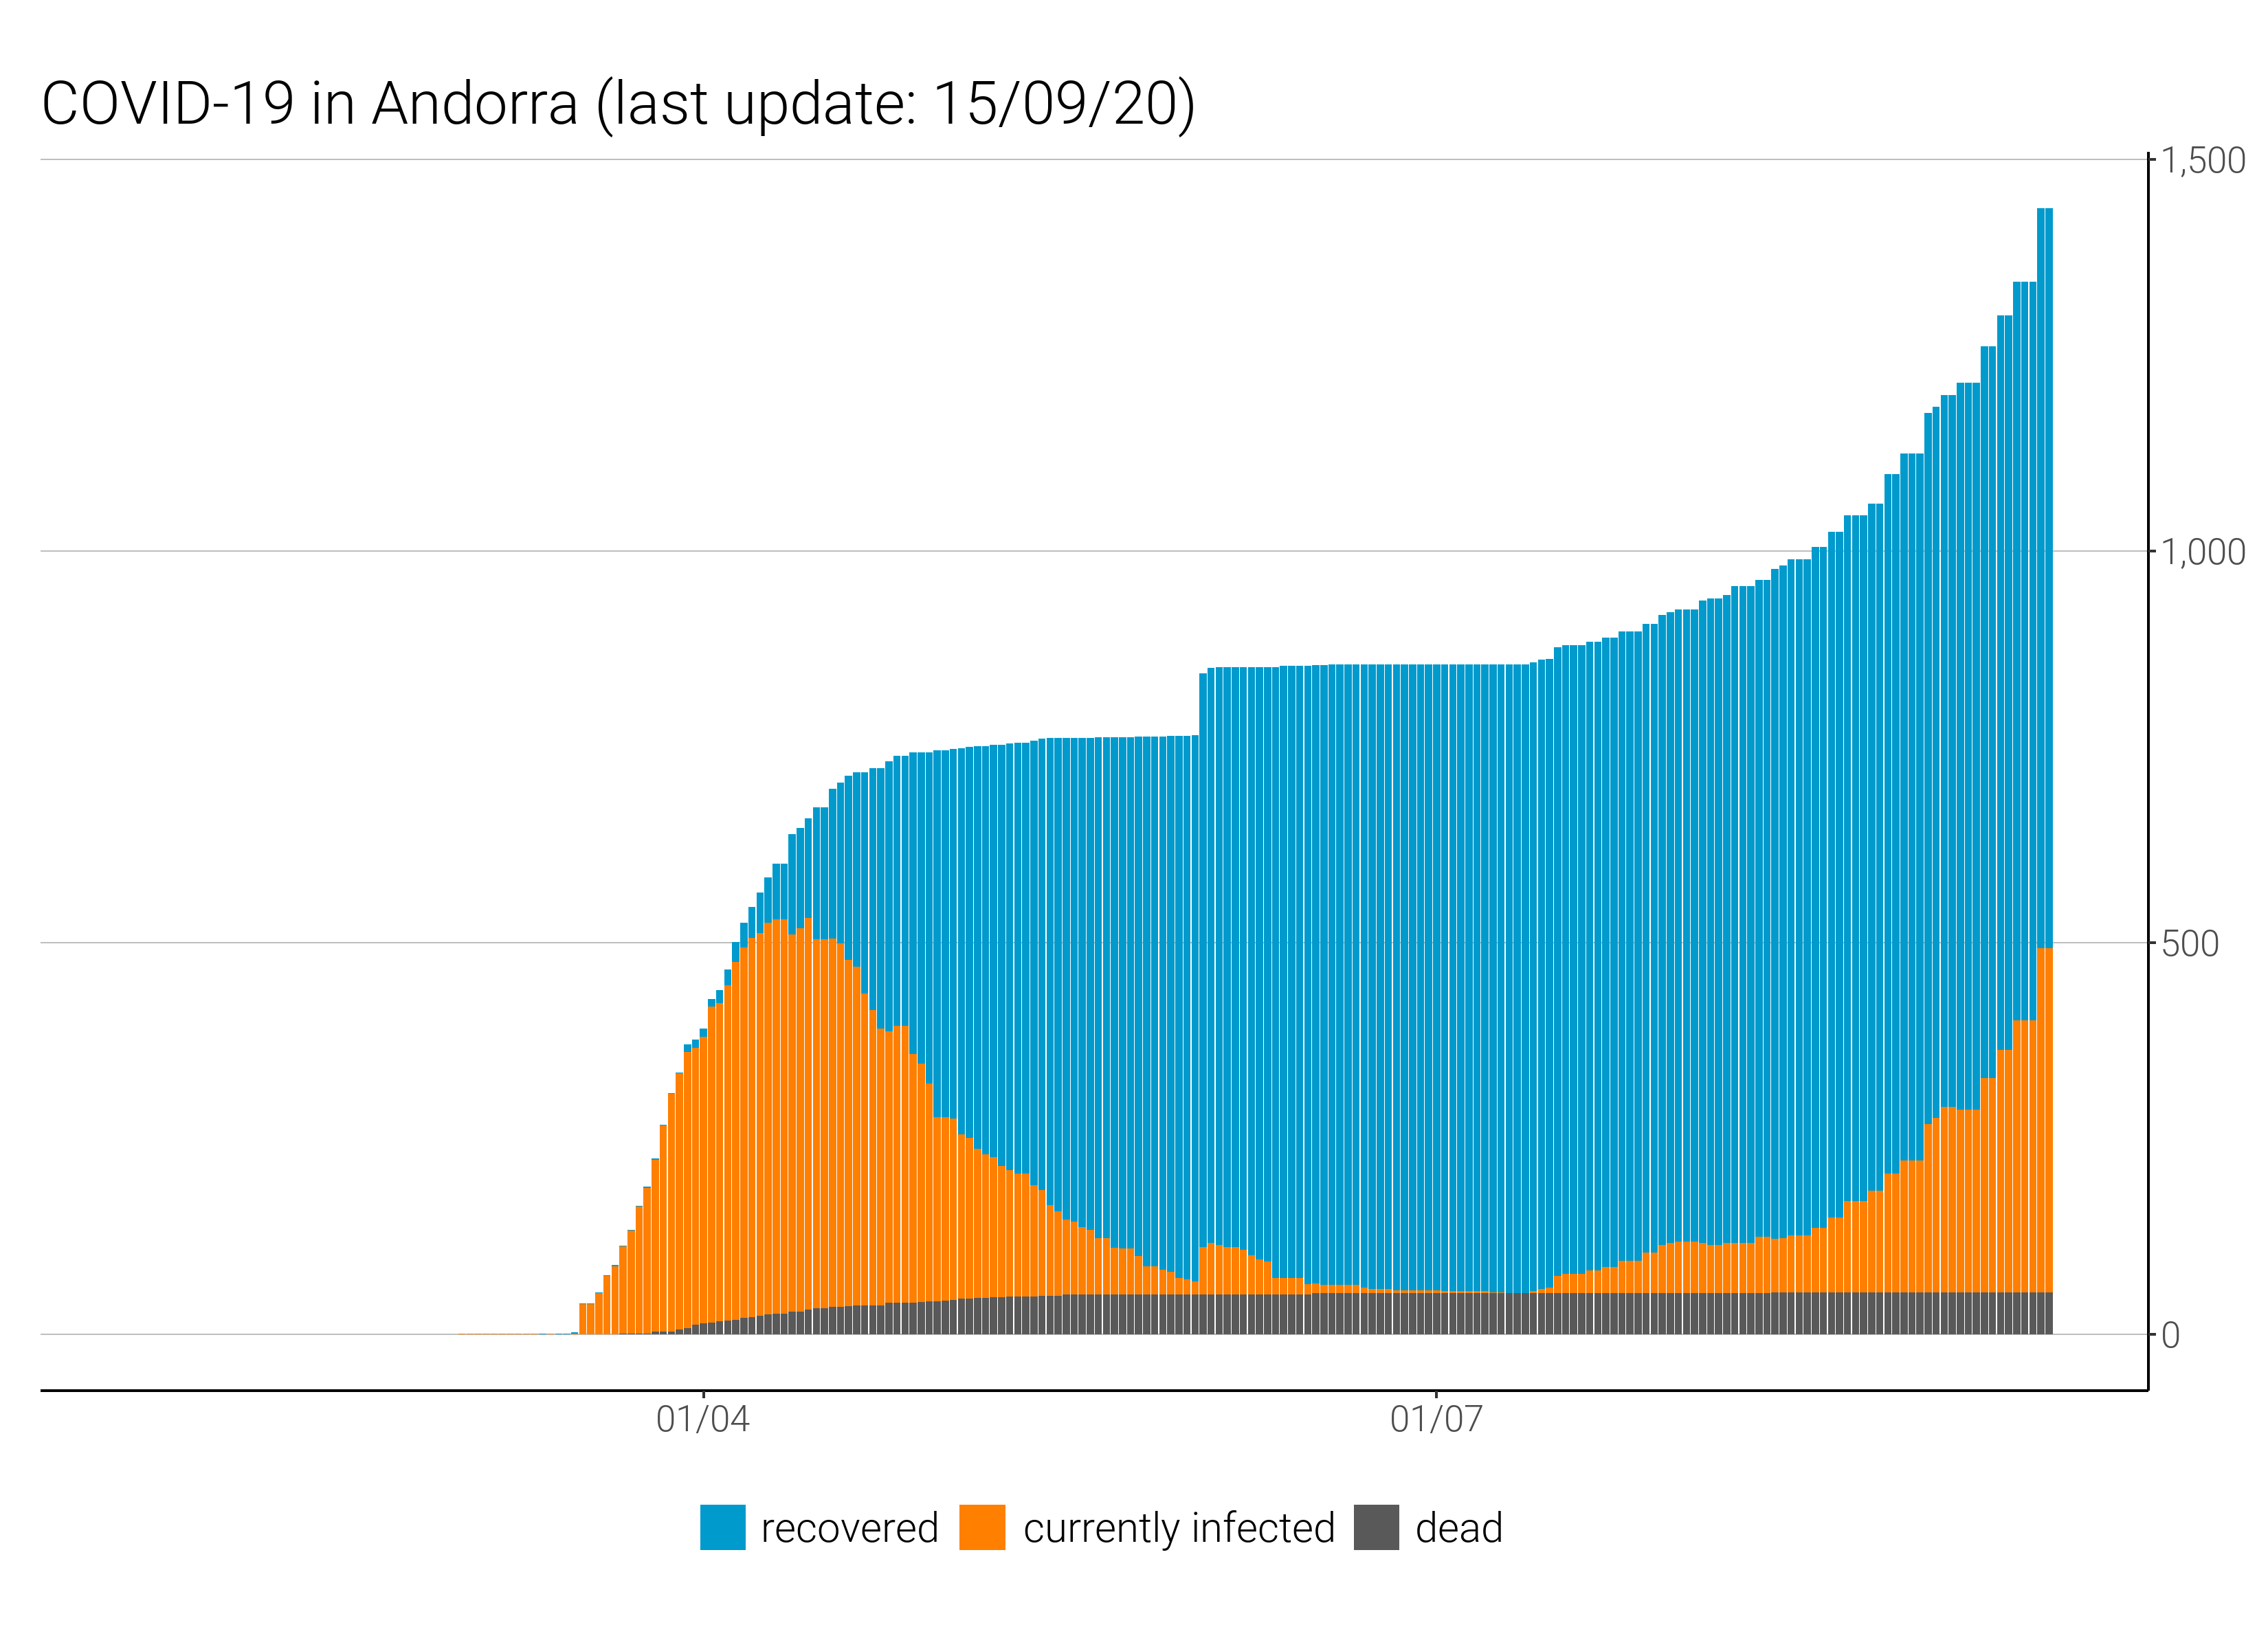 COVID-19 in Andorra (last update: 15/09/20)
1,500
1,000
500
0
01/04 01/07
recovered currently infected dead